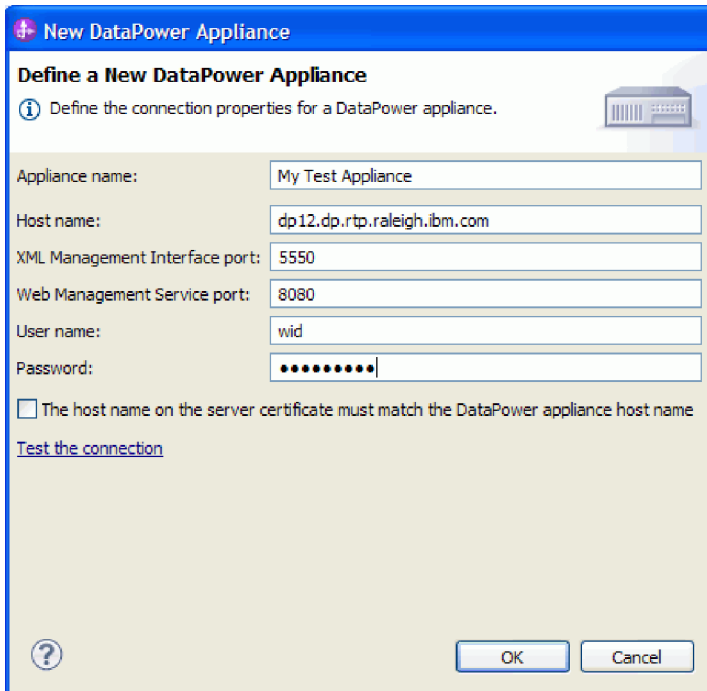 New DataPower Appliance
Define a New DataPower Appliance
Define the connection properties for a DataPower appliance.
Appliance name: My Test Appliance
Host name: dp12.dp.rtp.raleigh.ibm.com
XML Management Interface port: 5550
Web Management Service port: 8080
User name: wid
Password: •••••••••
The host name on the server certificate must match the DataPower appliance host name
Test the connection
? OK Cancel